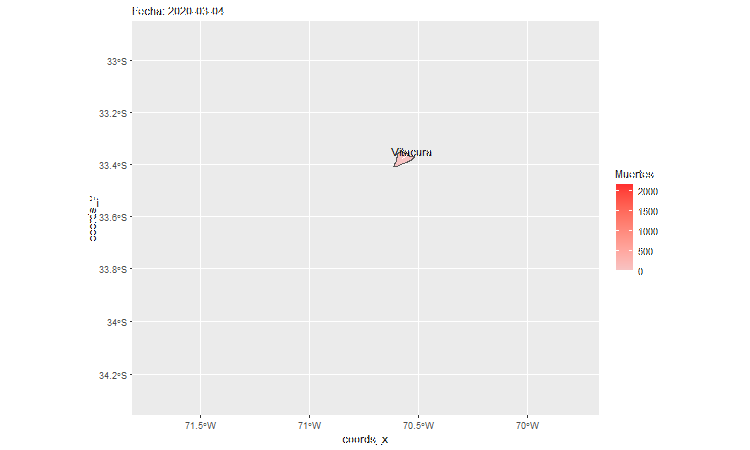 Fecha: 2020-03-04
33°S
33.2°S
33.4°S
33.6°S
33.8°S
34°S
34.2°S
coords_y
Vitacura
71.5°W
71°W
70.5°W
70°W
coords_x
Muertes
2000
1500
1000
500
0